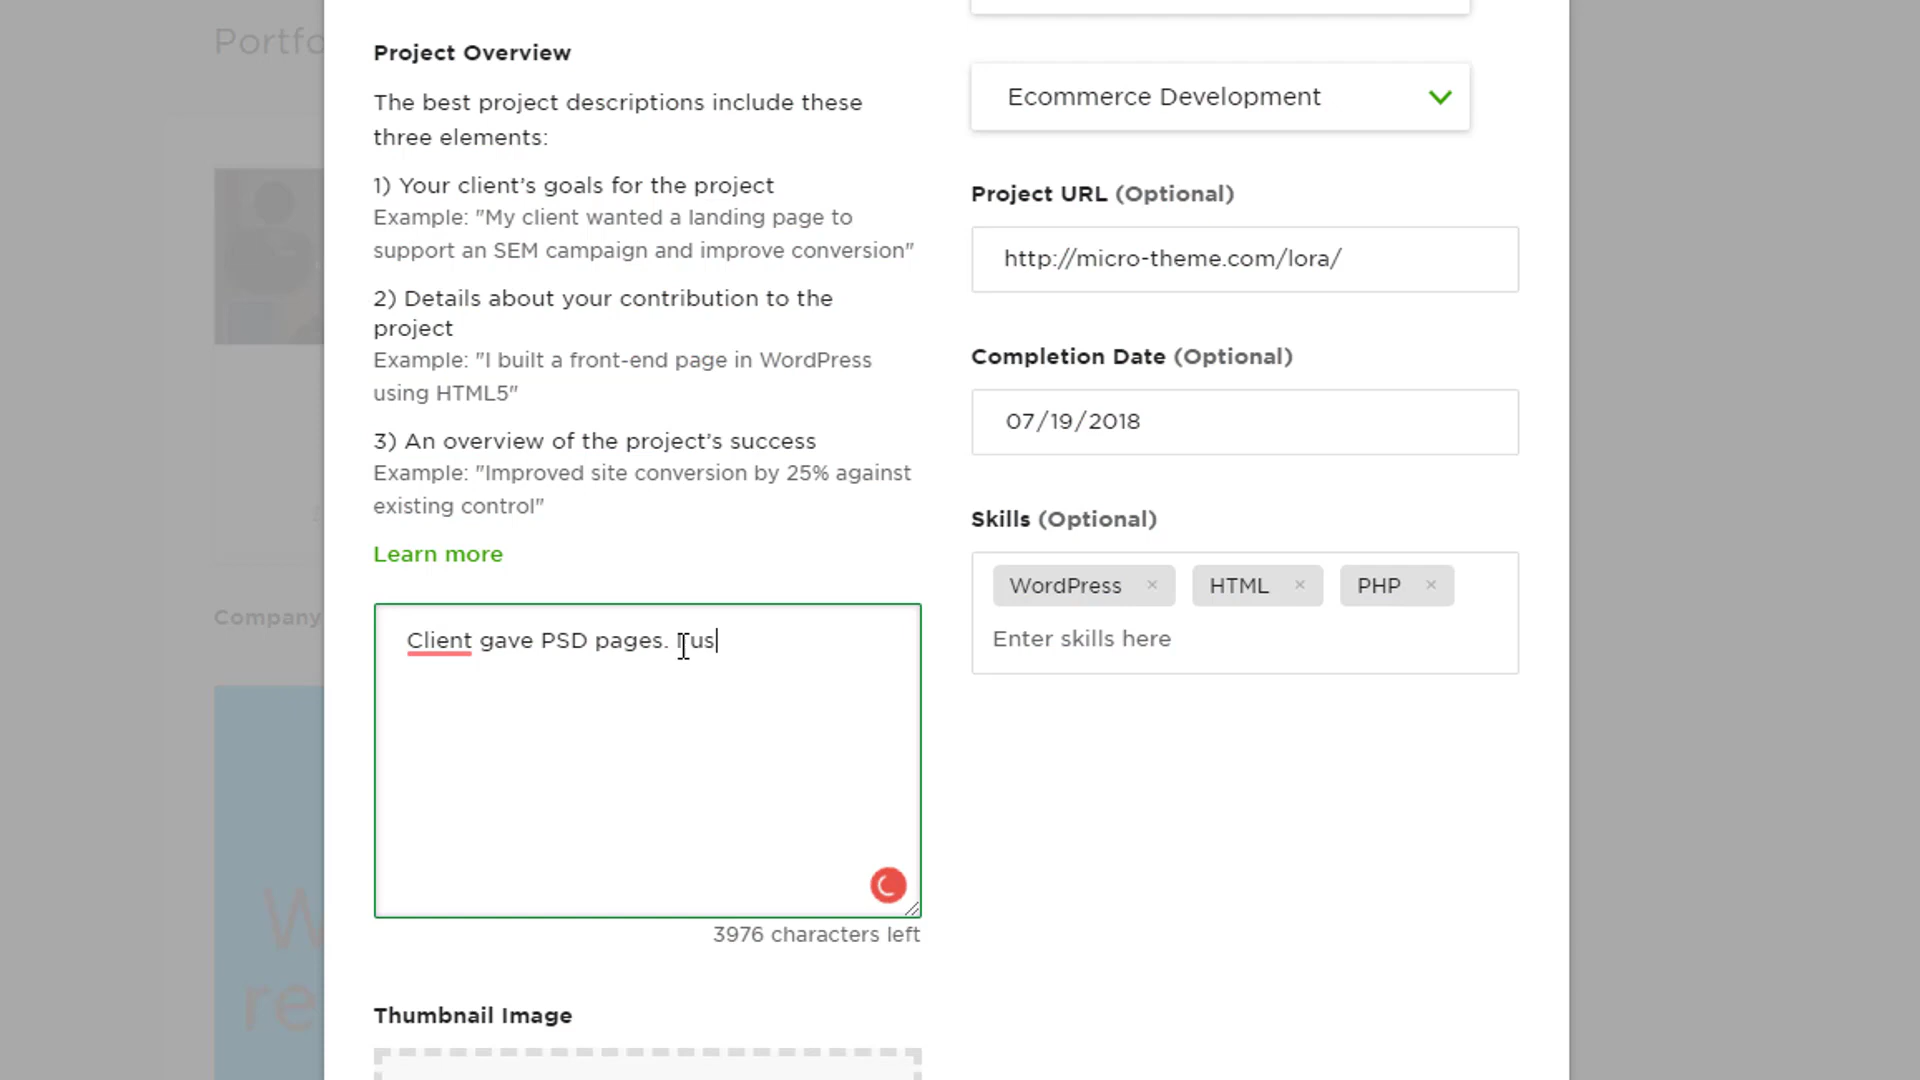 Portfo
Project Overview
The best project descriptions include these
three elements:
1) Your client’s goals for the project
Example: "My client wanted a landing page to
support an SEM campaign and improve conversion"
2) Details about your contribution to the
project
Example: "I built a front-end page in WordPress
using HTML5"
3) An overview of the project’s success
Example: "Improved site conversion by 25% against
existing control"
Learn more
Client gave PSD pages. I us
3976 characters left
Thumbnail Image
Ecommerce Development
Project URL (Optional)
http://micro-theme.com/lora/
Completion Date (Optional)
07/19/2018
Skills (Optional)
WordPress × HTML × PHP ×
Enter skills here
Company
W
re